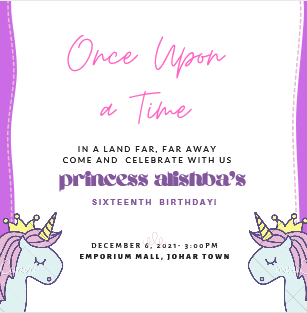 Once Upon
a Time
IN A LAND FAR, FAR AWAY
COME AND CELEBRATE WITH US
princess alishba's
SIXTEENTH BIRTHDAY!
DECEMBER 6, 2021- 3:00PM
EMPORIUM MALL, JOHAR TOWN